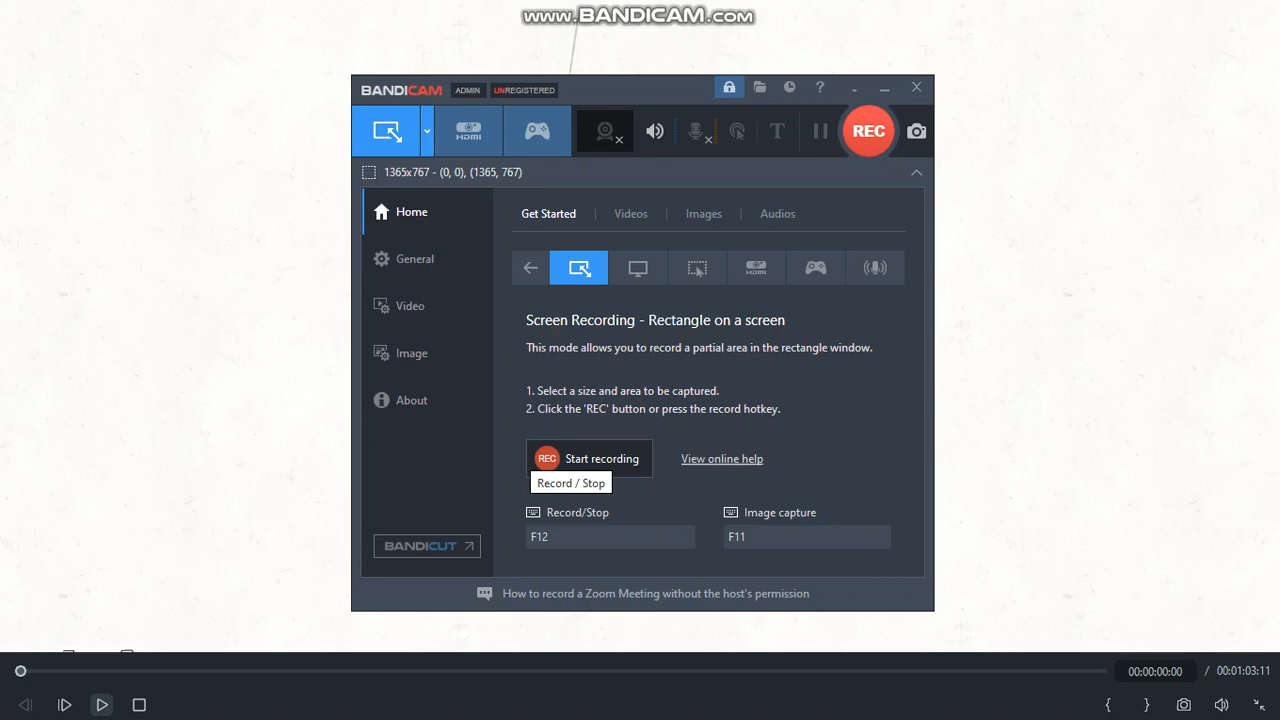 www.BANDICAM.com
BANDICAM ADMIN UNREGISTERED
HDMI
T
REC
1365x767 - (0, 0), (1365, 767)
Home
General
Video
Image
About
BANDICUT
Get Started
Videos
Images
Audios
HDMI
Screen Recording - Rectangle on a screen
This mode allows you to record a partial area in the rectangle window.
1. Select a size and area to be captured.
2. Click the 'REC' button or press the record hotkey.
REC Start recording
View online help
Record / Stop
Record/Stop
Image capture
F12
F11
How to record a Zoom Meeting without the host's permission
00:00:00:00 / 00:01:03:11